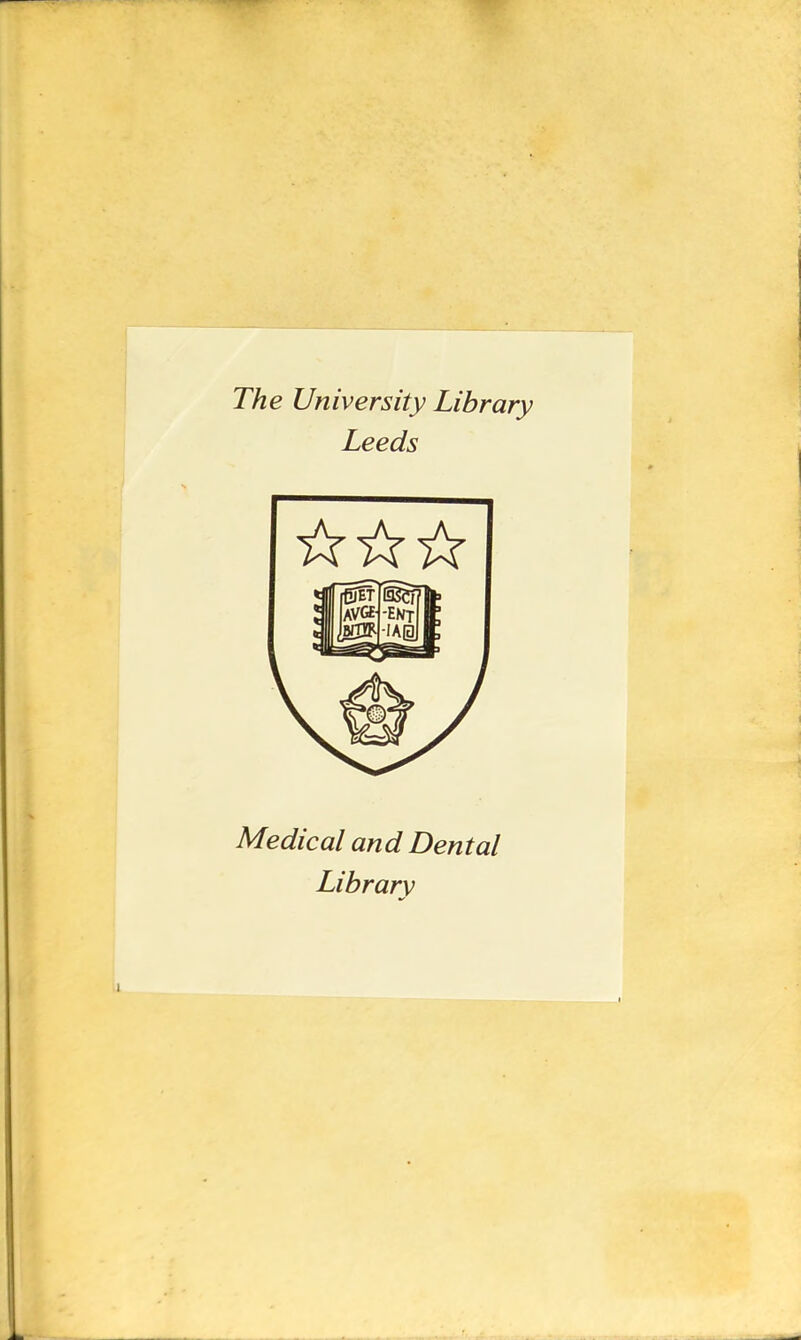 The University Library
Leeds
ET SCI
AVGE- -ENT
BITVR -IA
Medical and Dental
Library